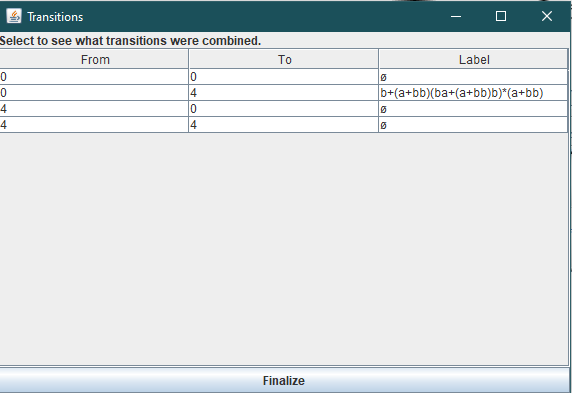 Transitions
Select to see what transitions were combined.
From To Label
0 0 ø
0 4 b+(a+bb)(ba+(a+bb)b)*(a+bb)
4 0 ø
4 4 ø
Finalize